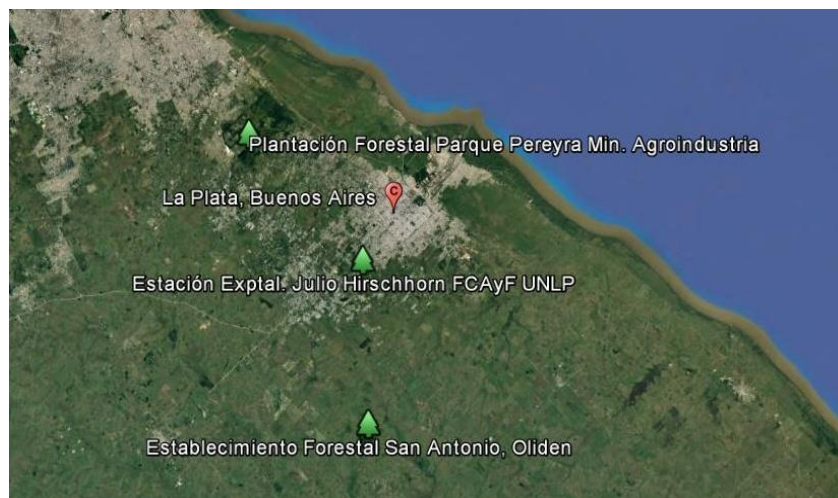 Plantación Forestal Parque Pereyra Min. Agroindustria
La Plata, Buenos Aires
C
Estación Exptal. Julio Hirschhorn FCAyF UNLP
Establecimiento Forestal San Antonio, Oliden